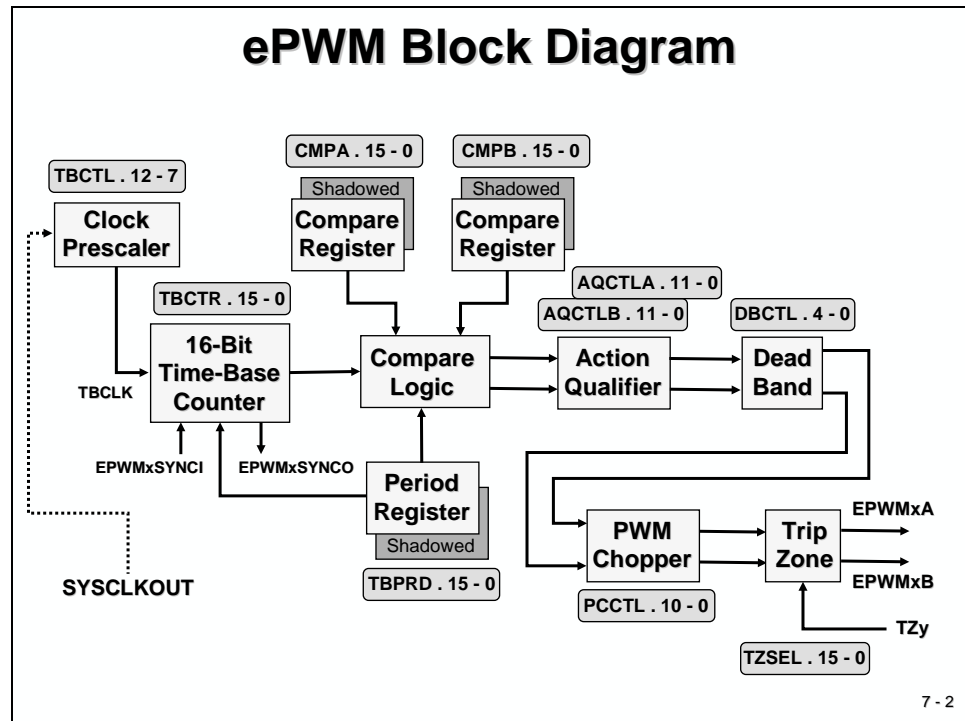 ePWM Block Diagram
CMPA . 15 - 0
CMPB . 15 - 0
TBCTL . 12 - 7
Shadowed
Shadowed
Clock
Prescaler
Compare
Register
Compare
Register
TBCTR . 15 - 0
AQCTLA . 11 - 0
AQCTLB . 11 - 0
DBCTL . 4 - 0
16-Bit
Time-Base
Counter
Compare
Logic
Action
Qualifier
Dead
Band
TBCLK
EPWMxSYNCI
EPWMxSYNCO
Period
Register
Shadowed
TBPRD . 15 - 0
SYSCLKOUT
PWM
Chopper
PCCTL . 10 - 0
Trip
Zone
EPWMxA
EPWMxB
TZy
TZSEL . 15 - 0
7 - 2